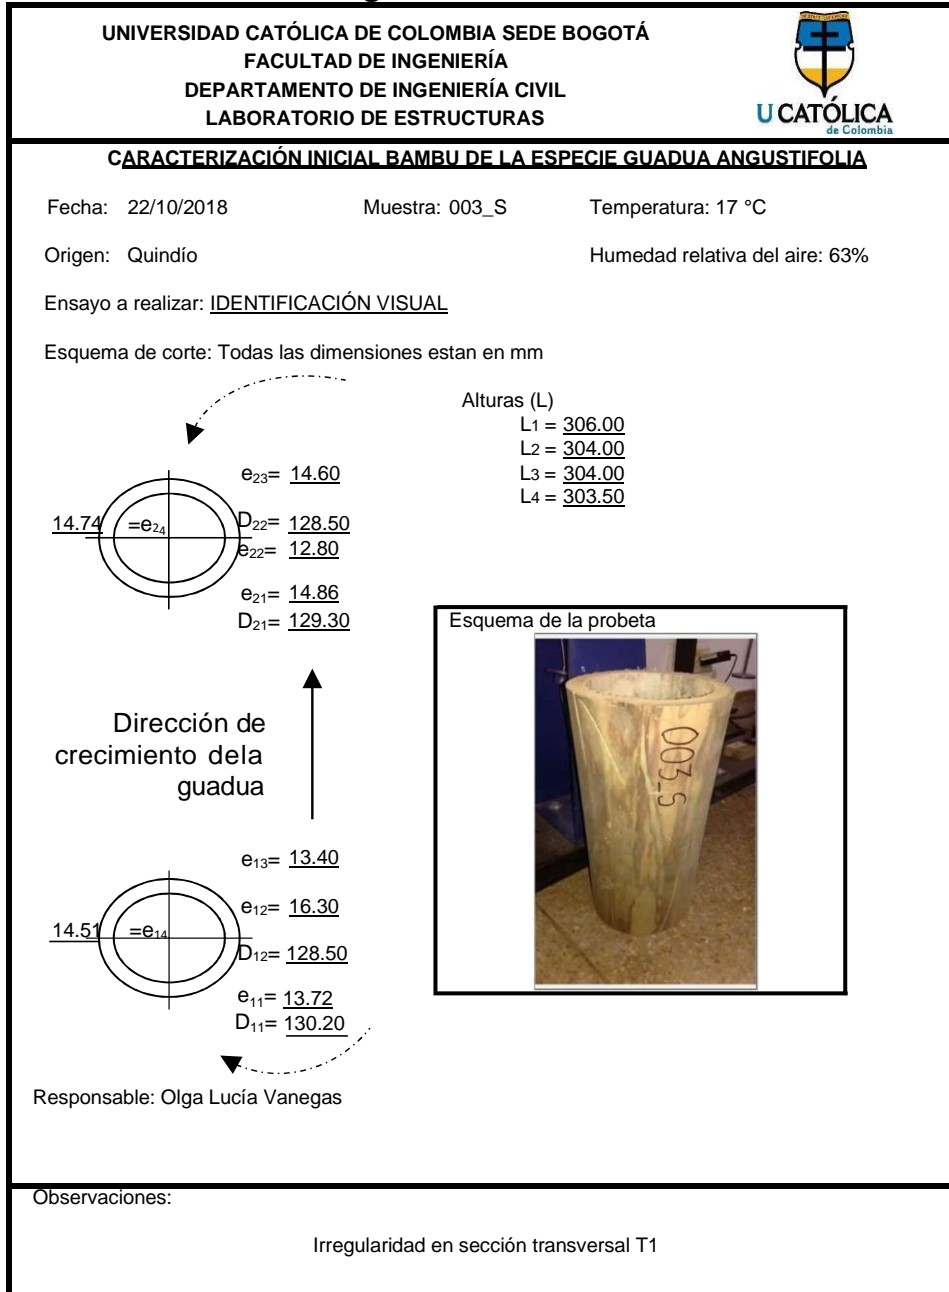 UNIVERSIDAD CATÓLICA DE COLOMBIA SEDE BOGOTÁ
FACULTAD DE INGENIERÍA
DEPARTAMENTO DE INGENIERÍA CIVIL
LABORATORIO DE ESTRUCTURAS
U CATÓLICA
de Colombia
CARACTERIZACIÓN INICIAL BAMBU DE LA ESPECIE GUADUA ANGUSTIFOLIA
Fecha: 22/10/2018 Muestra: 003_S Temperatura: 17 °C
Origen: Quindío Humedad relativa del aire: 63%
Ensayo a realizar: IDENTIFICACIÓN VISUAL
Esquema de corte: Todas las dimensiones estan en mm
Alturas (L)
L1 = 306.00
L2 = 304.00
L3 = 304.00
L4 = 303.50
e23= 14.60
14.74 =e24
D22= 128.50
e22= 12.80
e21= 14.86
D21= 129.30
Esquema de la probeta
003_S
Dirección de
crecimiento dela
guadua
e13= 13.40
e12= 16.30
14.51 =e14
D12= 128.50
e11= 13.72
D11= 130.20
Responsable: Olga Lucía Vanegas
Observaciones:
Irregularidad en sección transversal T1